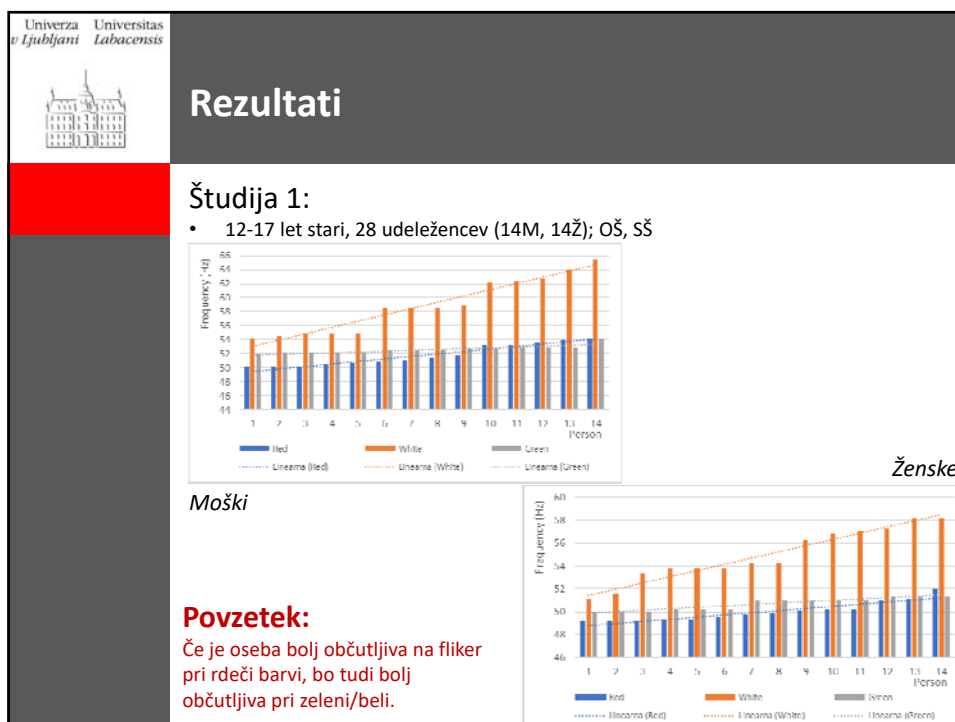 Univerza Universitas
v Ljubljani Labacensis
Rezultati
Študija 1:
• 12-17 let stari, 28 udeležencev (14M, 14Ž); OŠ, SŠ
Frequency (Hz)
66
64
62
60
58
56
54
52
50
48
46
44
1 2 3 4 5 6 7 8 9 10 11 12 13 14
Person
Red White Green
Linearna (Red) Linearna (White) Linearna (Green)
Moški
Ženske
Frequency (Hz)
60
58
56
54
52
50
48
46
1 2 3 4 5 6 7 8 9 10 11 12 13 14
Person
Red White Green
Linearna (Red) Linearna (White) Linearna (Green)
Povzetek:
Če je oseba bolj občutljiva na fliker
pri rdeči barvi, bo tudi bolj
občutljiva pri zeleni/beli.